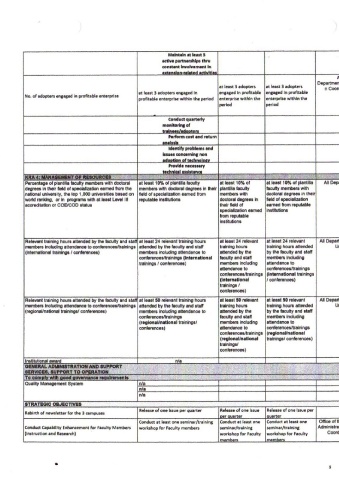 Maintain at least 5
active partnerships thru
constant involvement in
extension-related activities
No. of adopters engaged in profitable enterprise
at least 5 adopters engaged in
profitable enterprise within the period
at least 5 adopters
engaged in profitable
enterprise within the
period
at least 5 adopters
engaged in profitable
enterprise within the
period
Departmen
n Coor
Conduct quarterly
monitoring of
trainees/adopters
Perform cost and return
analysis
Identify problems and
issues concerning non
adoption of technology
Provide necessary
technical assistance
KRA 4: MANAGEMENT OF RESOURCES
Percentage of plantilla faculty members with doctoral
degrees in their field of specialization earned from the
national university, the top 1,000 universities based on
world ranking, or in programs with at least Level III
accreditation or COE/COD status
at least 10% of plantilla faculty
members with doctoral degrees in their
field of specialization earned from
reputable institutions
at least 10% of
plantilla faculty
members with
doctoral degrees in
their field of
specialization earned
from reputable
institutions
at least 10% of plantilla
faculty members with
doctoral degrees in their
field of specialization
earned from reputable
institutions
All Dep
Relevant training hours attended by the faculty and staff
members including attendance to conferences/trainings
(international trainings / conferences)
at least 24 relevant training hours
attended by the faculty and staff
members including attendance to
conferences/trainings (international
trainings / conferences)
at least 24 relevant
training hours
attended by the
faculty and staff
members including
attendance to
conferences/trainings
(international
trainings /
conferences)
at least 24 relevant
training hours attended
by the faculty and staff
members including
attendance to
conferences/trainings
(international trainings
/ conferences)
All Depar
Relevant training hours attended by the faculty and staff
members including attendance to conferences/trainings
(regional/national trainings/ conferences)
at least 90 relevant training hours
attended by the faculty and staff
members including attendance to
conferences/trainings
(regional/national trainings/
conferences)
at least 90 relevant
training hours
attended by the
faculty and staff
members including
attendance to
conferences/trainings
(regional/national
trainings/
conferences)
at least 90 relevant
training hours attended
by the faculty and staff
members including
attendance to
conferences/trainings
(regional/national
trainings/ conferences)
All Depar
Institutional award
n/a
GENERAL ADMINISTRATION AND SUPPORT
SERVICES, SUPPORT TO OPERATION
To comply with good governance requirements
Quality Management System
n/a
n/a
n/a
STRATEGIC OBJECTIVES
Rebirth of newsletter for the 3 campuses
Release of one issue per quarter
Release of one issue
per quarter
Release of one issue per
quarter
Conduct Capability Enhancement for Faculty Members
(Instruction and Research)
Conduct at least one seminar/training
workshop for Faculty members
Conduct at least one
seminar/training
workshop for Faculty
members
Conduct at least one
seminar/training
workshop for Faculty
members
Office of t
Administra
Coord